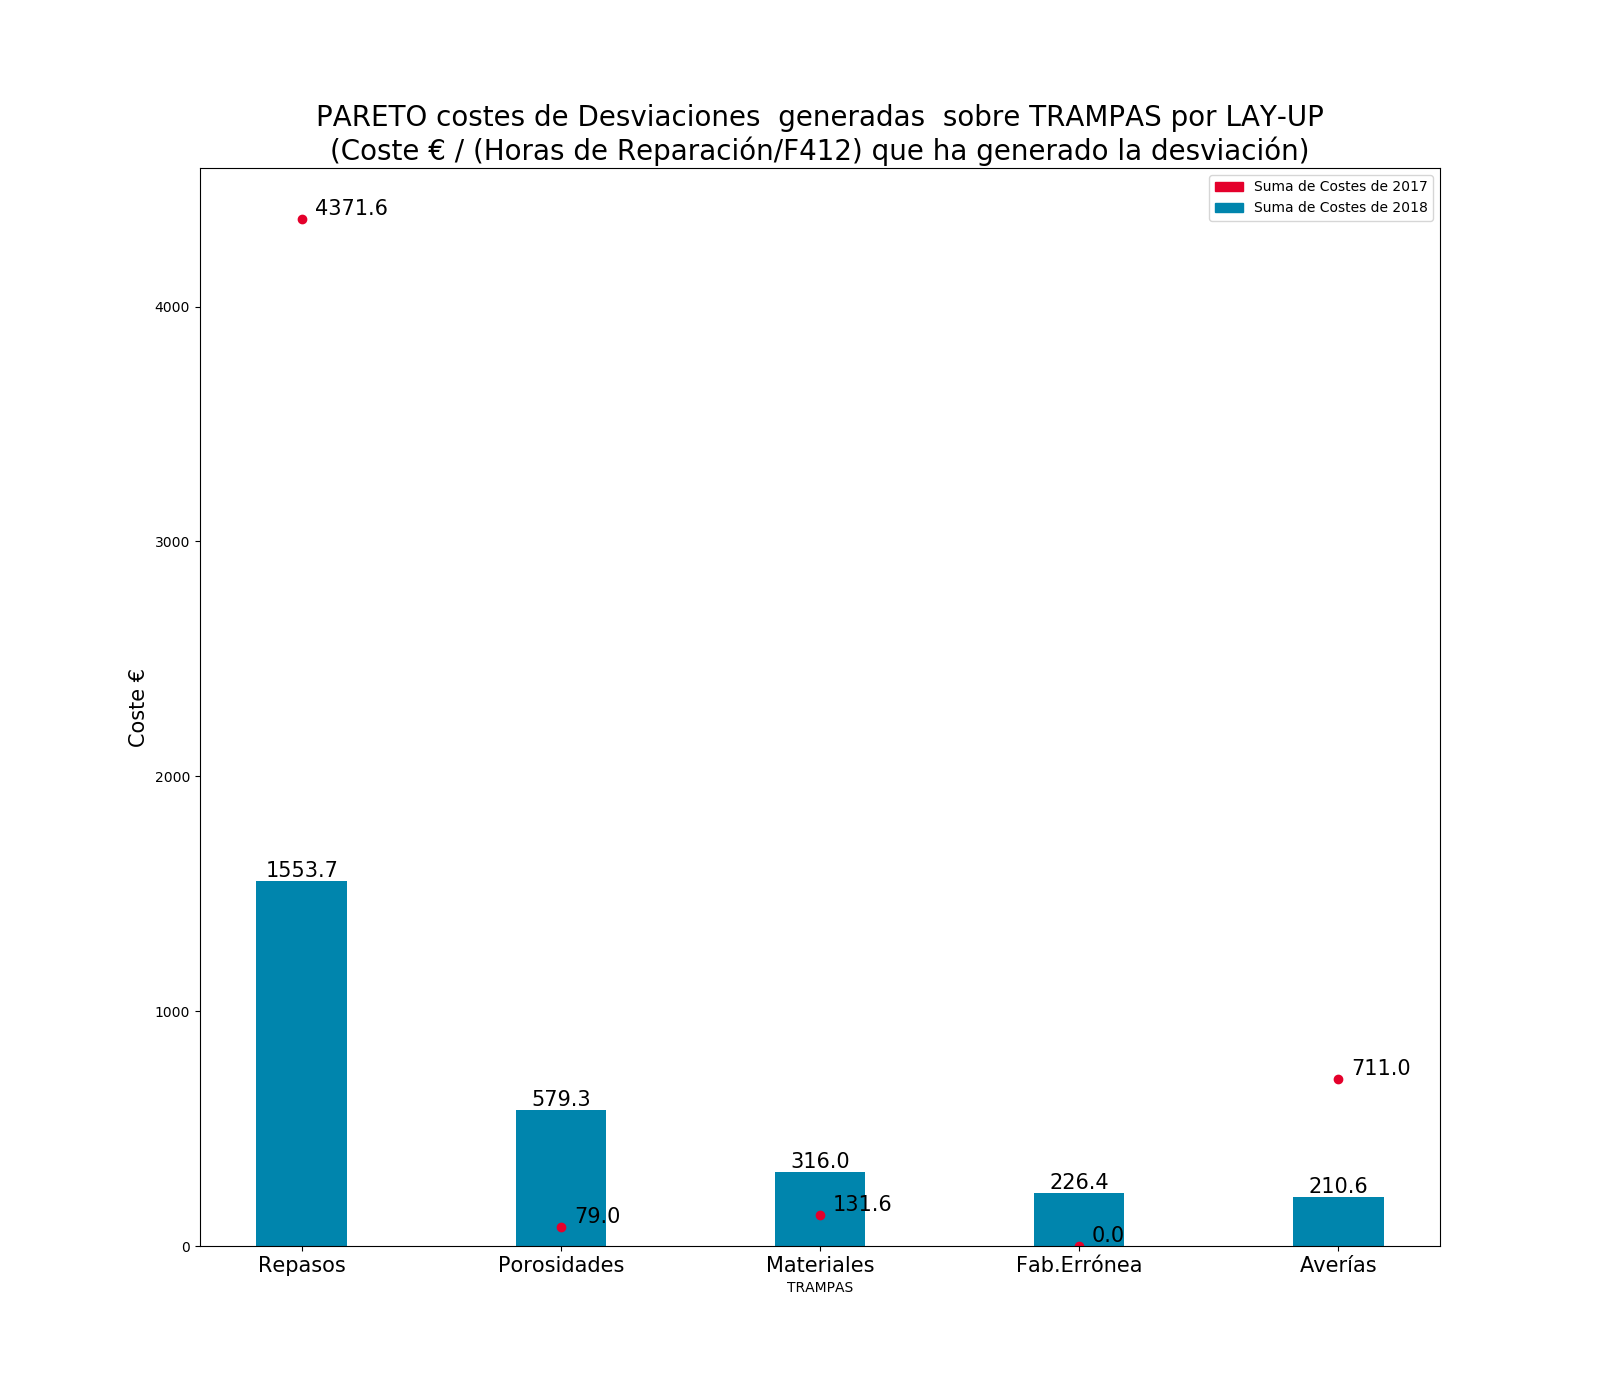 PARETO costes de Desviaciones  generadas  sobre TRAMPAS por LAY-UP
(Coste € / (Horas de Reparación/F412) que ha generado la desviación)
Suma de Costes de 2017
Suma de Costes de 2018
4371.6
4000
3000
Coste €
2000
1553.7
1000
711.0
579.3
316.0
226.4
210.6
131.6
79.0
0.0
0
Repasos
Porosidades
Materiales
Fab.Errónea
Averías
TRAMPAS